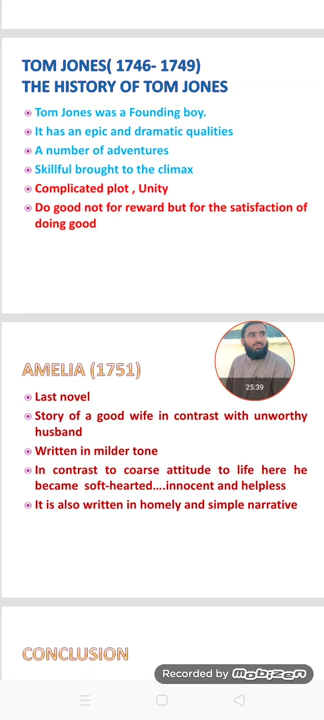 TOM JONES( 1746- 1749)
THE HISTORY OF TOM JONES
Tom Jones was a Founding boy.
It has an epic and dramatic qualities
A number of adventures
Skillful brought to the climax
Complicated plot , Unity
Do good not for reward but for the satisfaction of
doing good
AMELIA (1751)
25:39
Last novel
Story of a good wife in contrast with unworthy
husband
Written in milder tone
In contrast to coarse attitude to life here he
became soft-hearted....innocent and helpless
It is also written in homely and simple narrative
CONCLUSION
Recorded by mobizen